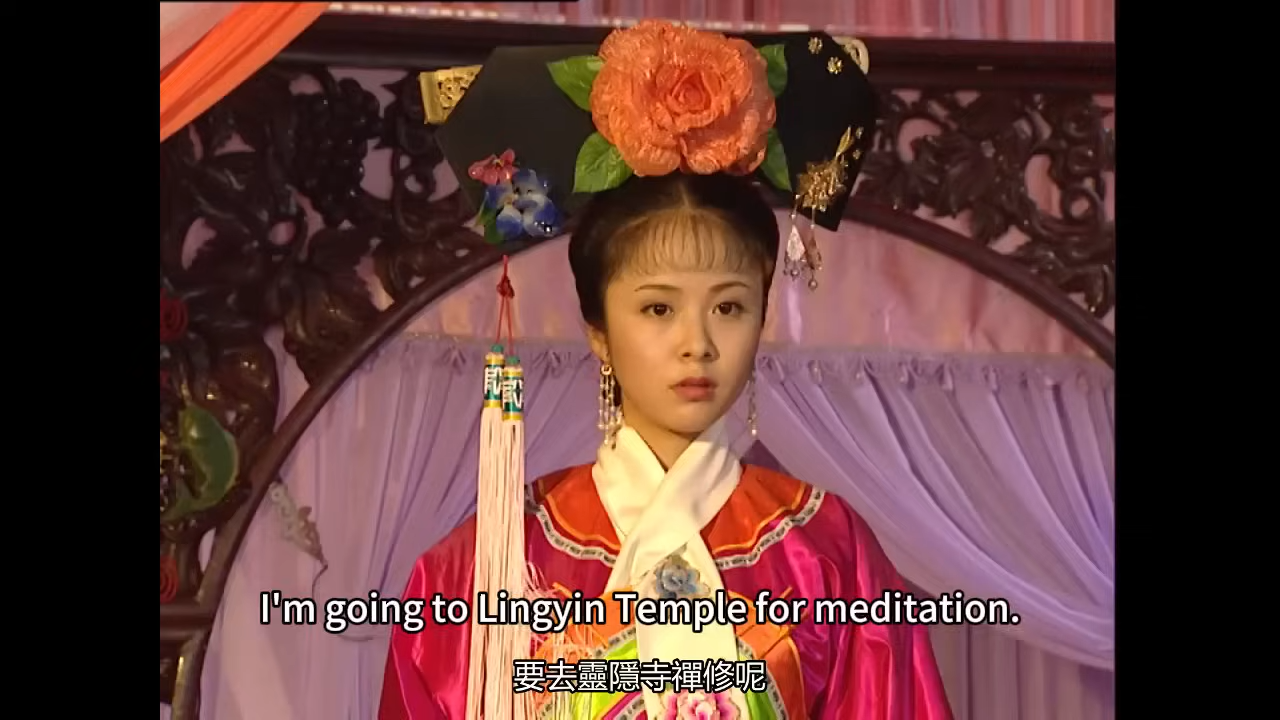 I'm going to Lingyin Temple for meditation.
要去靈隱寺禪修呢